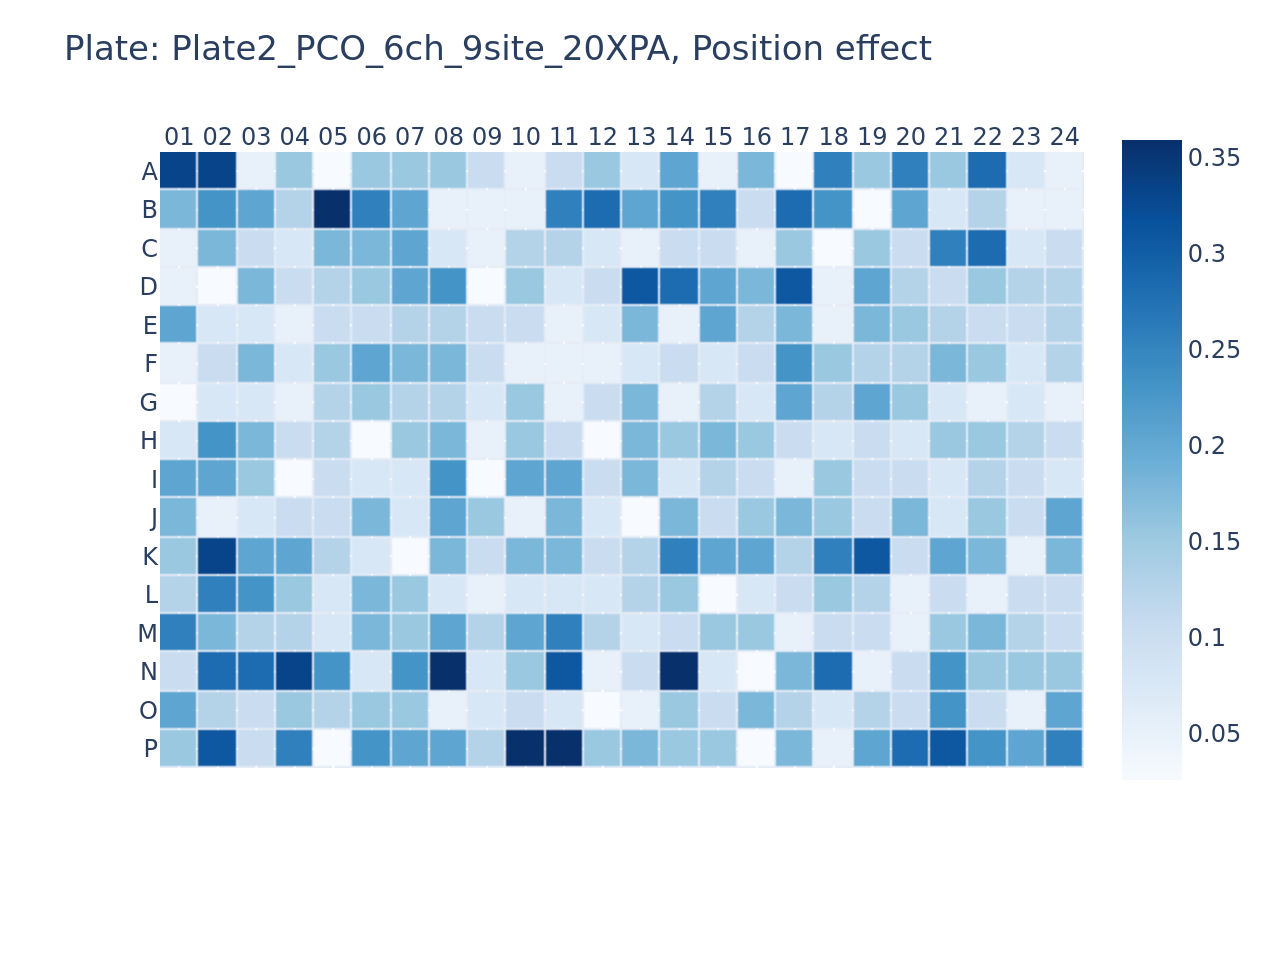 Plate: Plate2_PCO_6ch_9site_20XPA, Position effect
01 02 03 04 05 06 07 08 09 10 11 12 13 14 15 16 17 18 19 20 21 22 23 24
A
B
C
D
E
F
G
H
I
J
K
L
M
N
O
P
0.35
0.3
0.25
0.2
0.15
0.1
0.05